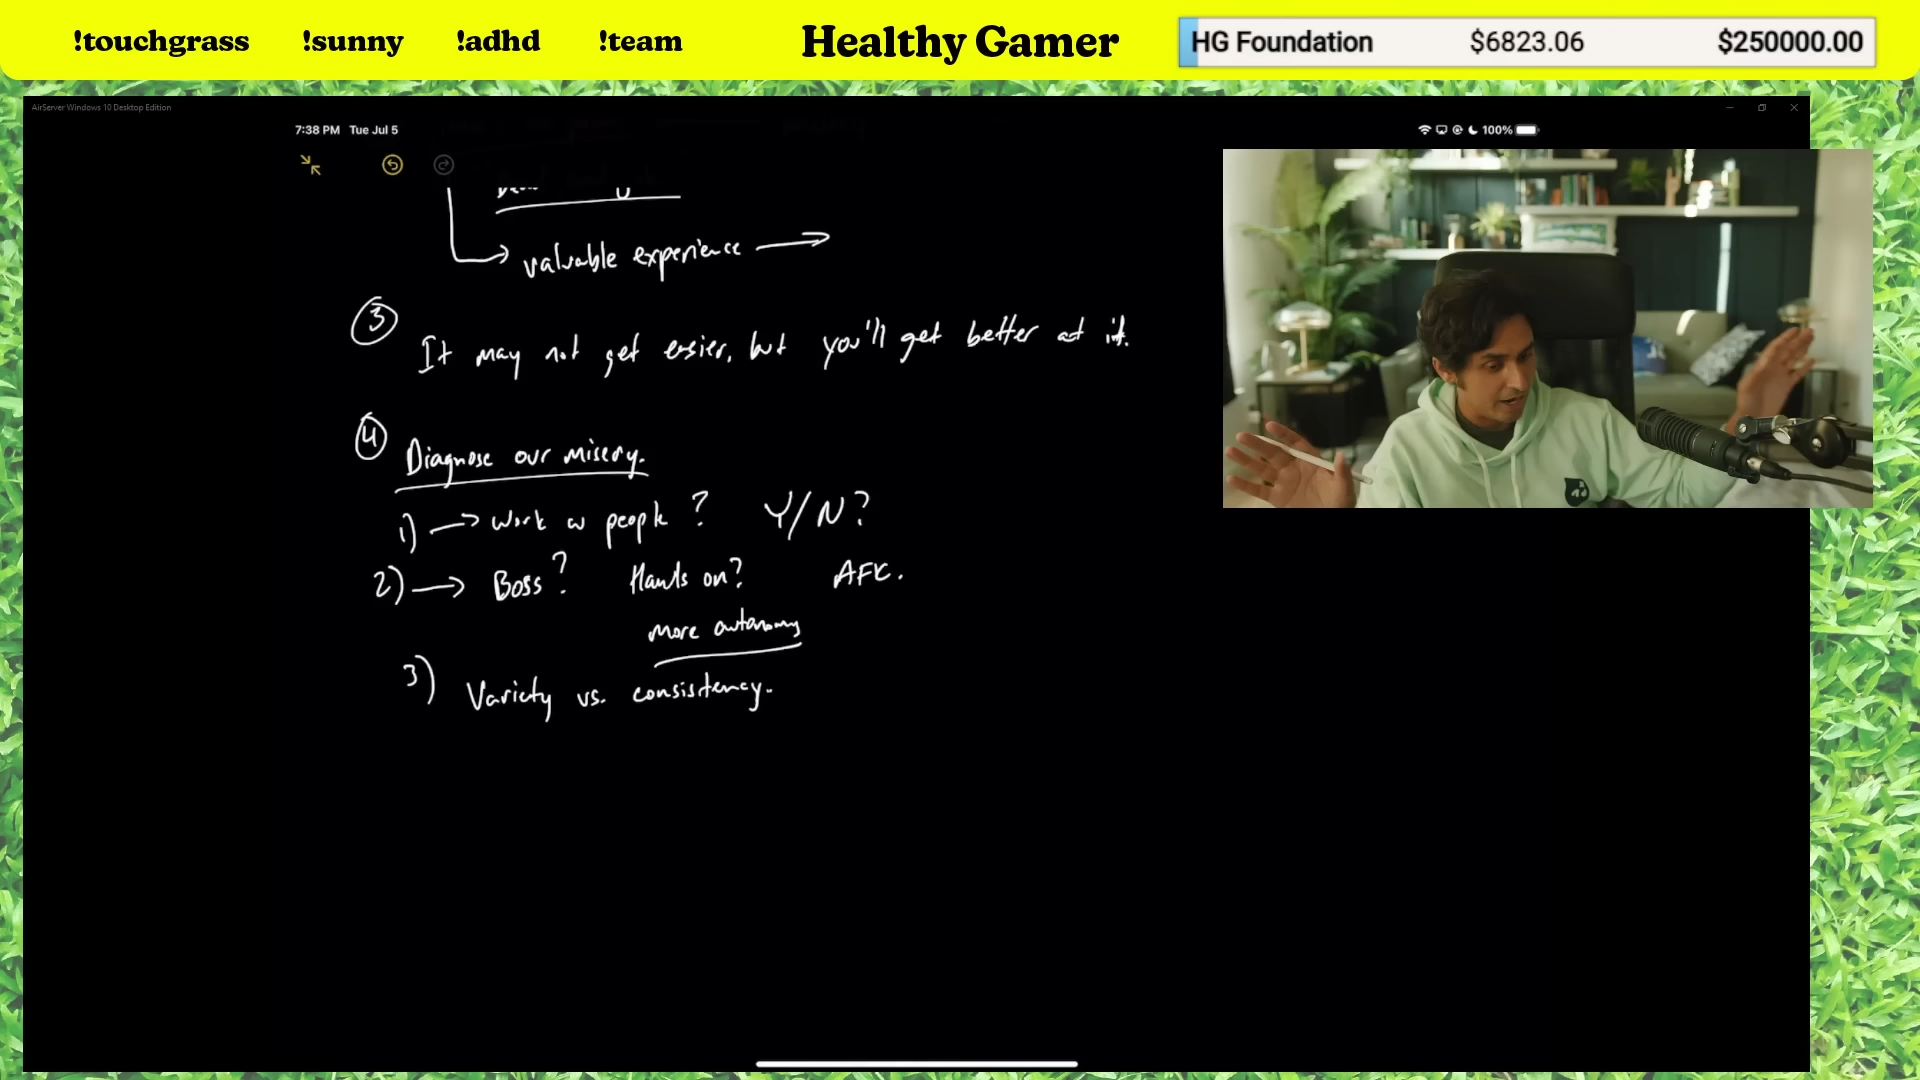 !touchgrass !sunny !adhd !team Healthy Gamer HG Foundation $6823.06 $250000.00
AirServer Windows 10 Desktop Edition
7:38 PM Tue Jul 5 100%
valuable experience →
3 It may not get easier, but you'll get better at it.
4 Diagnose our misery.
1) → Work w people? Y/N?
2) → Boss? Hands on? AFK.
more autonomy
3) Variety vs. consistency.